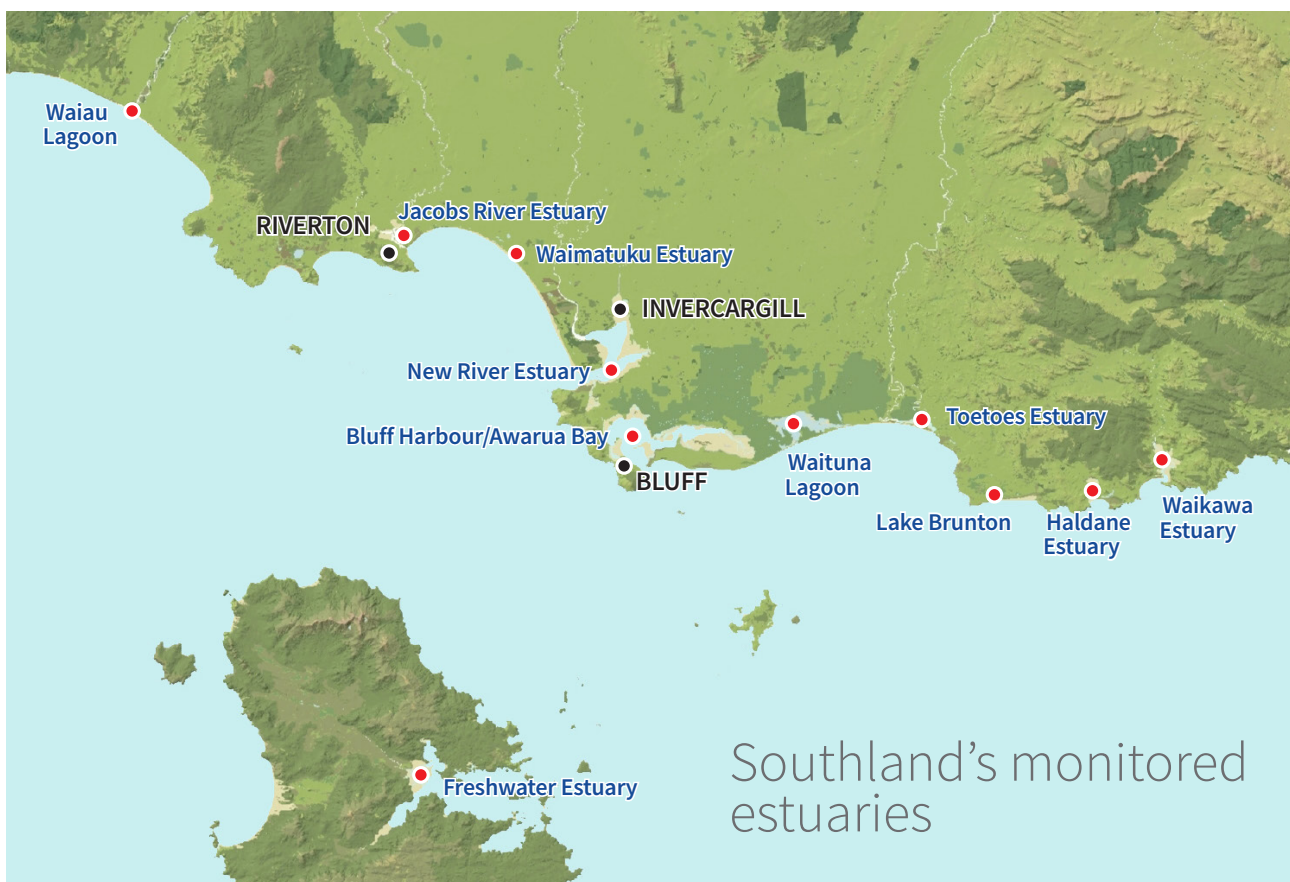 Waiau
Lagoon
Jacobs River Estuary
RIVERTON
Waimatuku Estuary
INVERCARGILL
New River Estuary
Bluff Harbour/Awarua Bay
BLUFF
Waituna
Lagoon
Toetoes Estuary
Lake Brunton
Haldane
Estuary
Waikawa
Estuary
Freshwater Estuary
Southland’s monitored
estuaries